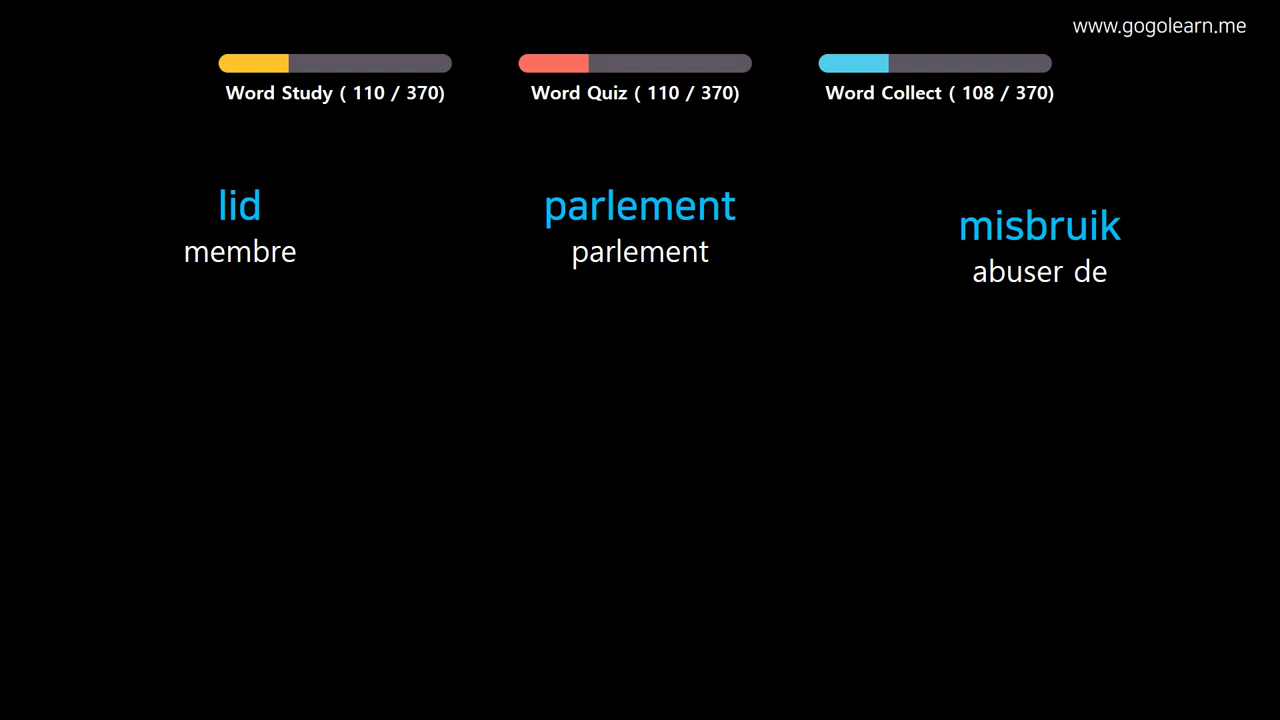 www.gogolearn.me
Word Study ( 110 / 370)
Word Quiz ( 110 / 370)
Word Collect ( 108 / 370)
lid
membre
parlement
parlement
misbruik
abuser de